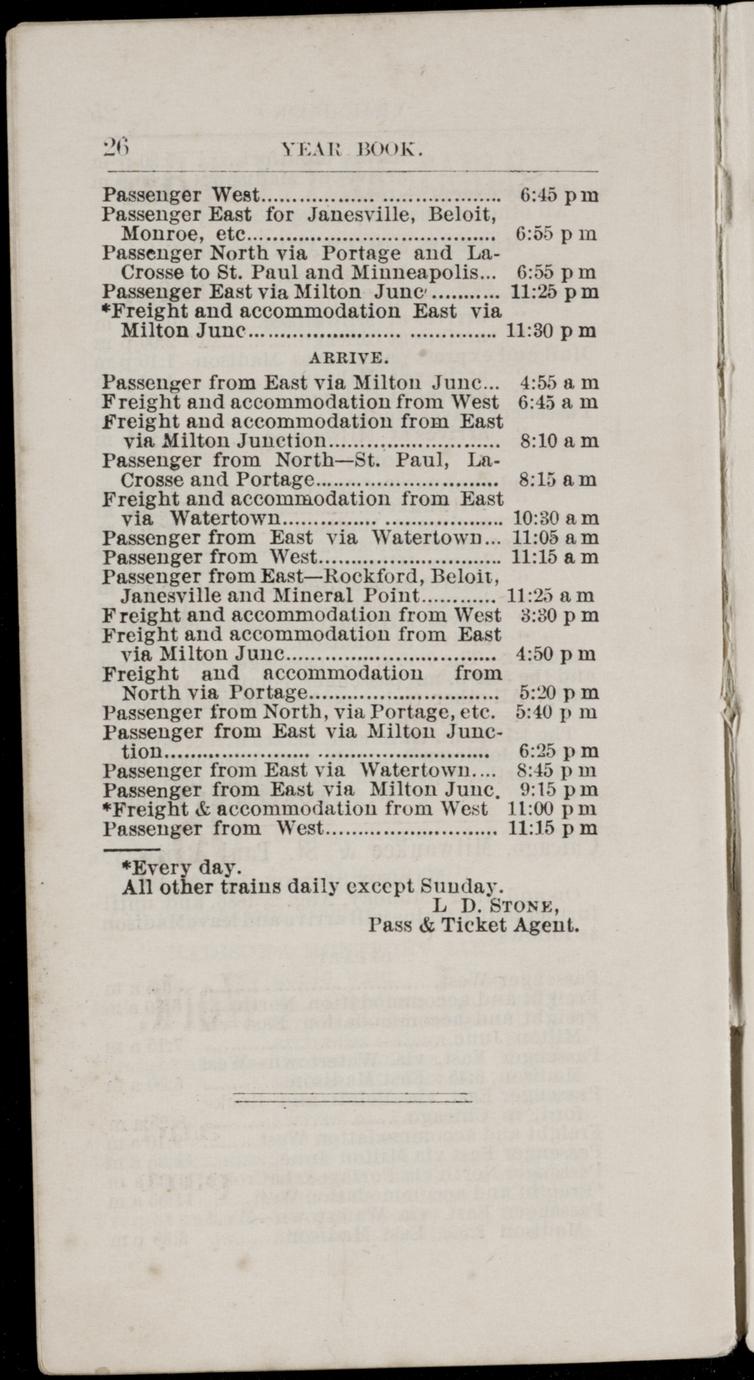 26 YEAR BOOK.
Passenger West.................. ................... 6:45 p m
Passenger East for Janesville, Beloit,
Monroe, etc....................................... 6:55 p m
Passenger North via Portage and La-
Crosse to St. Paul and Minneapolis... 6:55 p m
Passenger East via Milton Junc........... 11:25 p m
*Freight and accommodation East via
Milton Junc....................... .............. 11:30 p m
ARRIVE.
Passenger from East via Milton Junc... 4:55 a m
Freight and accommodation from West 6:45 a m
Freight and accommodation from East
via Milton Junction........................... 8:10 a m
Passenger from North—St. Paul, La-
Crosse and Portage............................. 8:15 a m
Freight and accommodation from East
via Watertown............... ................... 10:30 a m
Passenger from East via Watertown... 11:05 a m
Passenger from West............................. 11:15 a m
Passenger from East—Rockford, Beloit,
Janesville and Mineral Point............ 11:25 a m
Freight and accommodation from West 3:30 p m
Freight and accommodation from East
via Milton Junc................................. 4:50 p m
Freight and accommodation from
North via Portage.............................. 5:20 p m
Passenger from North, via Portage, etc. 5:40 p m
Passenger from East via Milton Junc-
tion....................... ........................... 6:25 p m
Passenger from East via Watertown.... 8:45 p m
Passenger from East via Milton Junc. 9:15 p m
*Freight & accommodation from West 11:00 p m
Passenger from West........................... 11:15 p m
*Every day.
All other trains daily except Sunday.
L D. STONE,
Pass & Ticket Agent.